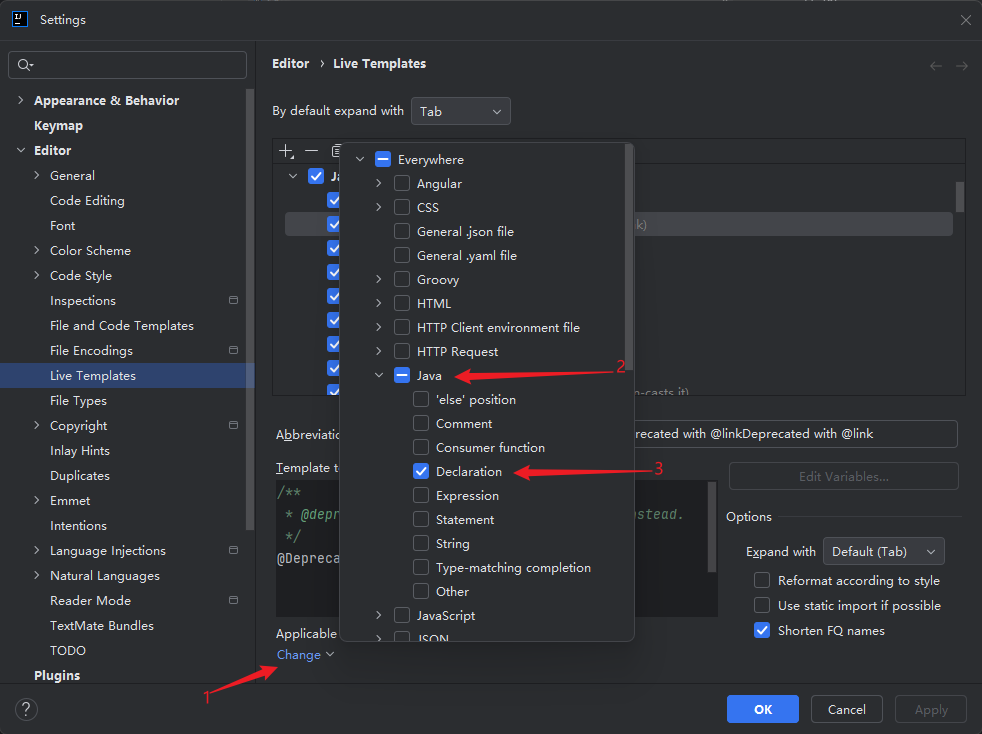 Settings
Appearance & Behavior
Keymap
Editor
General
Code Editing
Font
Color Scheme
Code Style
Inspections
File and Code Templates
File Encodings
Live Templates
File Types
Copyright
Inlay Hints
Duplicates
Emmet
Intentions
Language Injections
Natural Languages
Reader Mode
TextMate Bundles
TODO
Plugins
?
Editor › Live Templates
By default expand with Tab
Everywhere
Angular
CSS
General .json file
General .yaml file
Groovy
HTML
HTTP Client environment file
HTTP Request
Java
2
'else' position
Comment
Consumer function
Declaration
3
Expression
Statement
String
Type-matching completion
Other
JavaScript
JSON
k)
n-casts it)
Abbreviatio
recated with @linkDeprecated with @link
Template te
/**
* @depr
stead.
*/
@Depreca
Edit Variables...
Options
Expand with Default (Tab)
Reformat according to style
Use static import if possible
Shorten FQ names
Applicable
Change
1
OK
Cancel
Apply